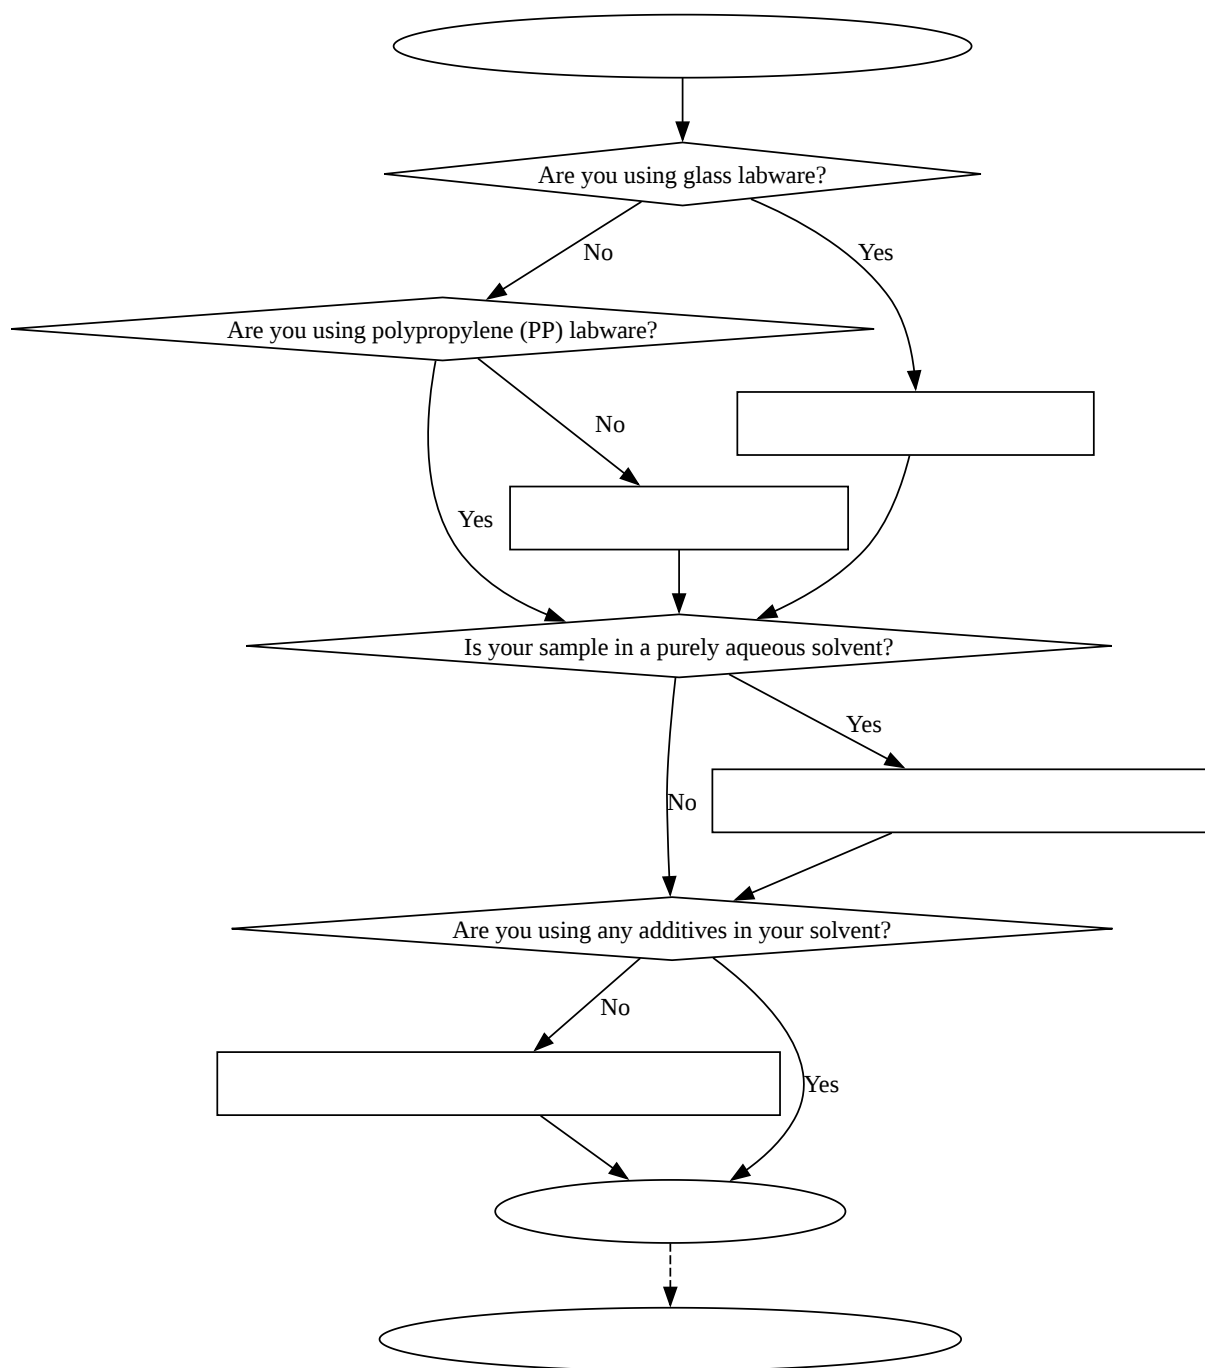 Are you using glass labware?
No
Yes
Are you using polypropylene (PP) labware?
No
Yes
Is your sample in a purely aqueous solvent?
Yes
No
Are you using any additives in your solvent?
No
Yes